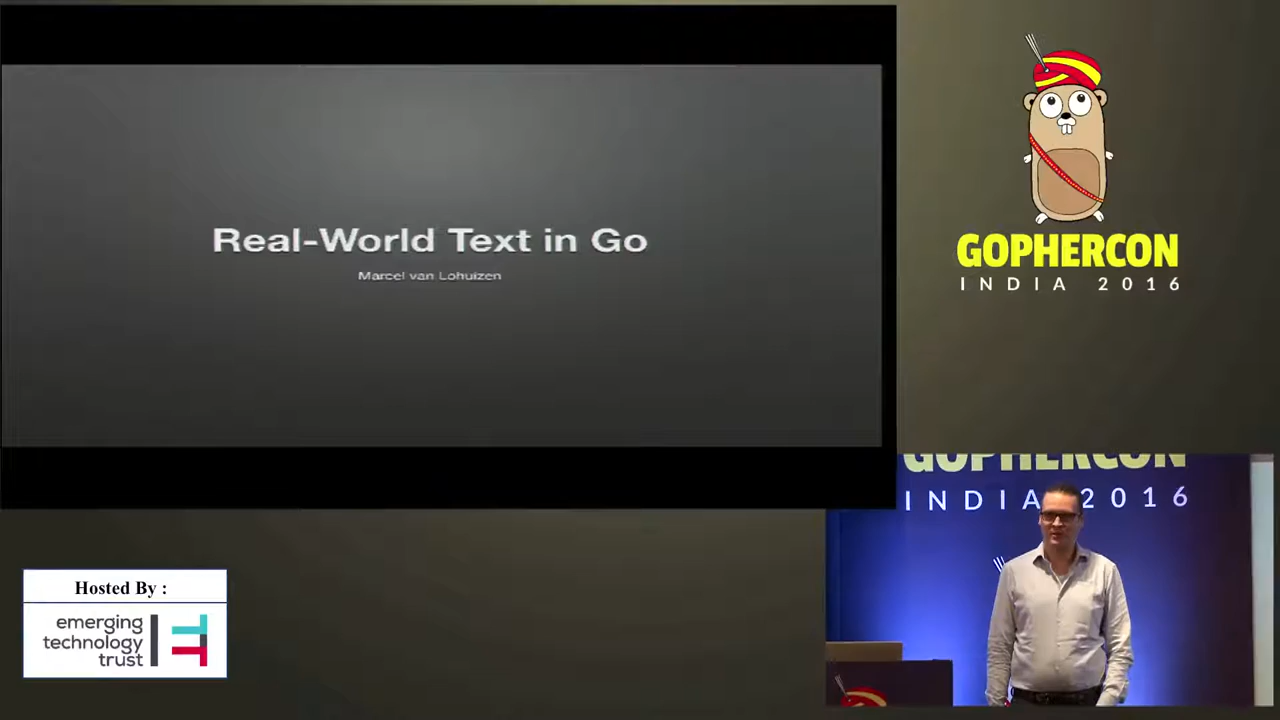 Real-World Text in Go
Marcel van Lohuizen
GOPHERCON
INDIA 2016
GOPHERCON
INDIA 2016
Hosted By :
emerging
technology
trust